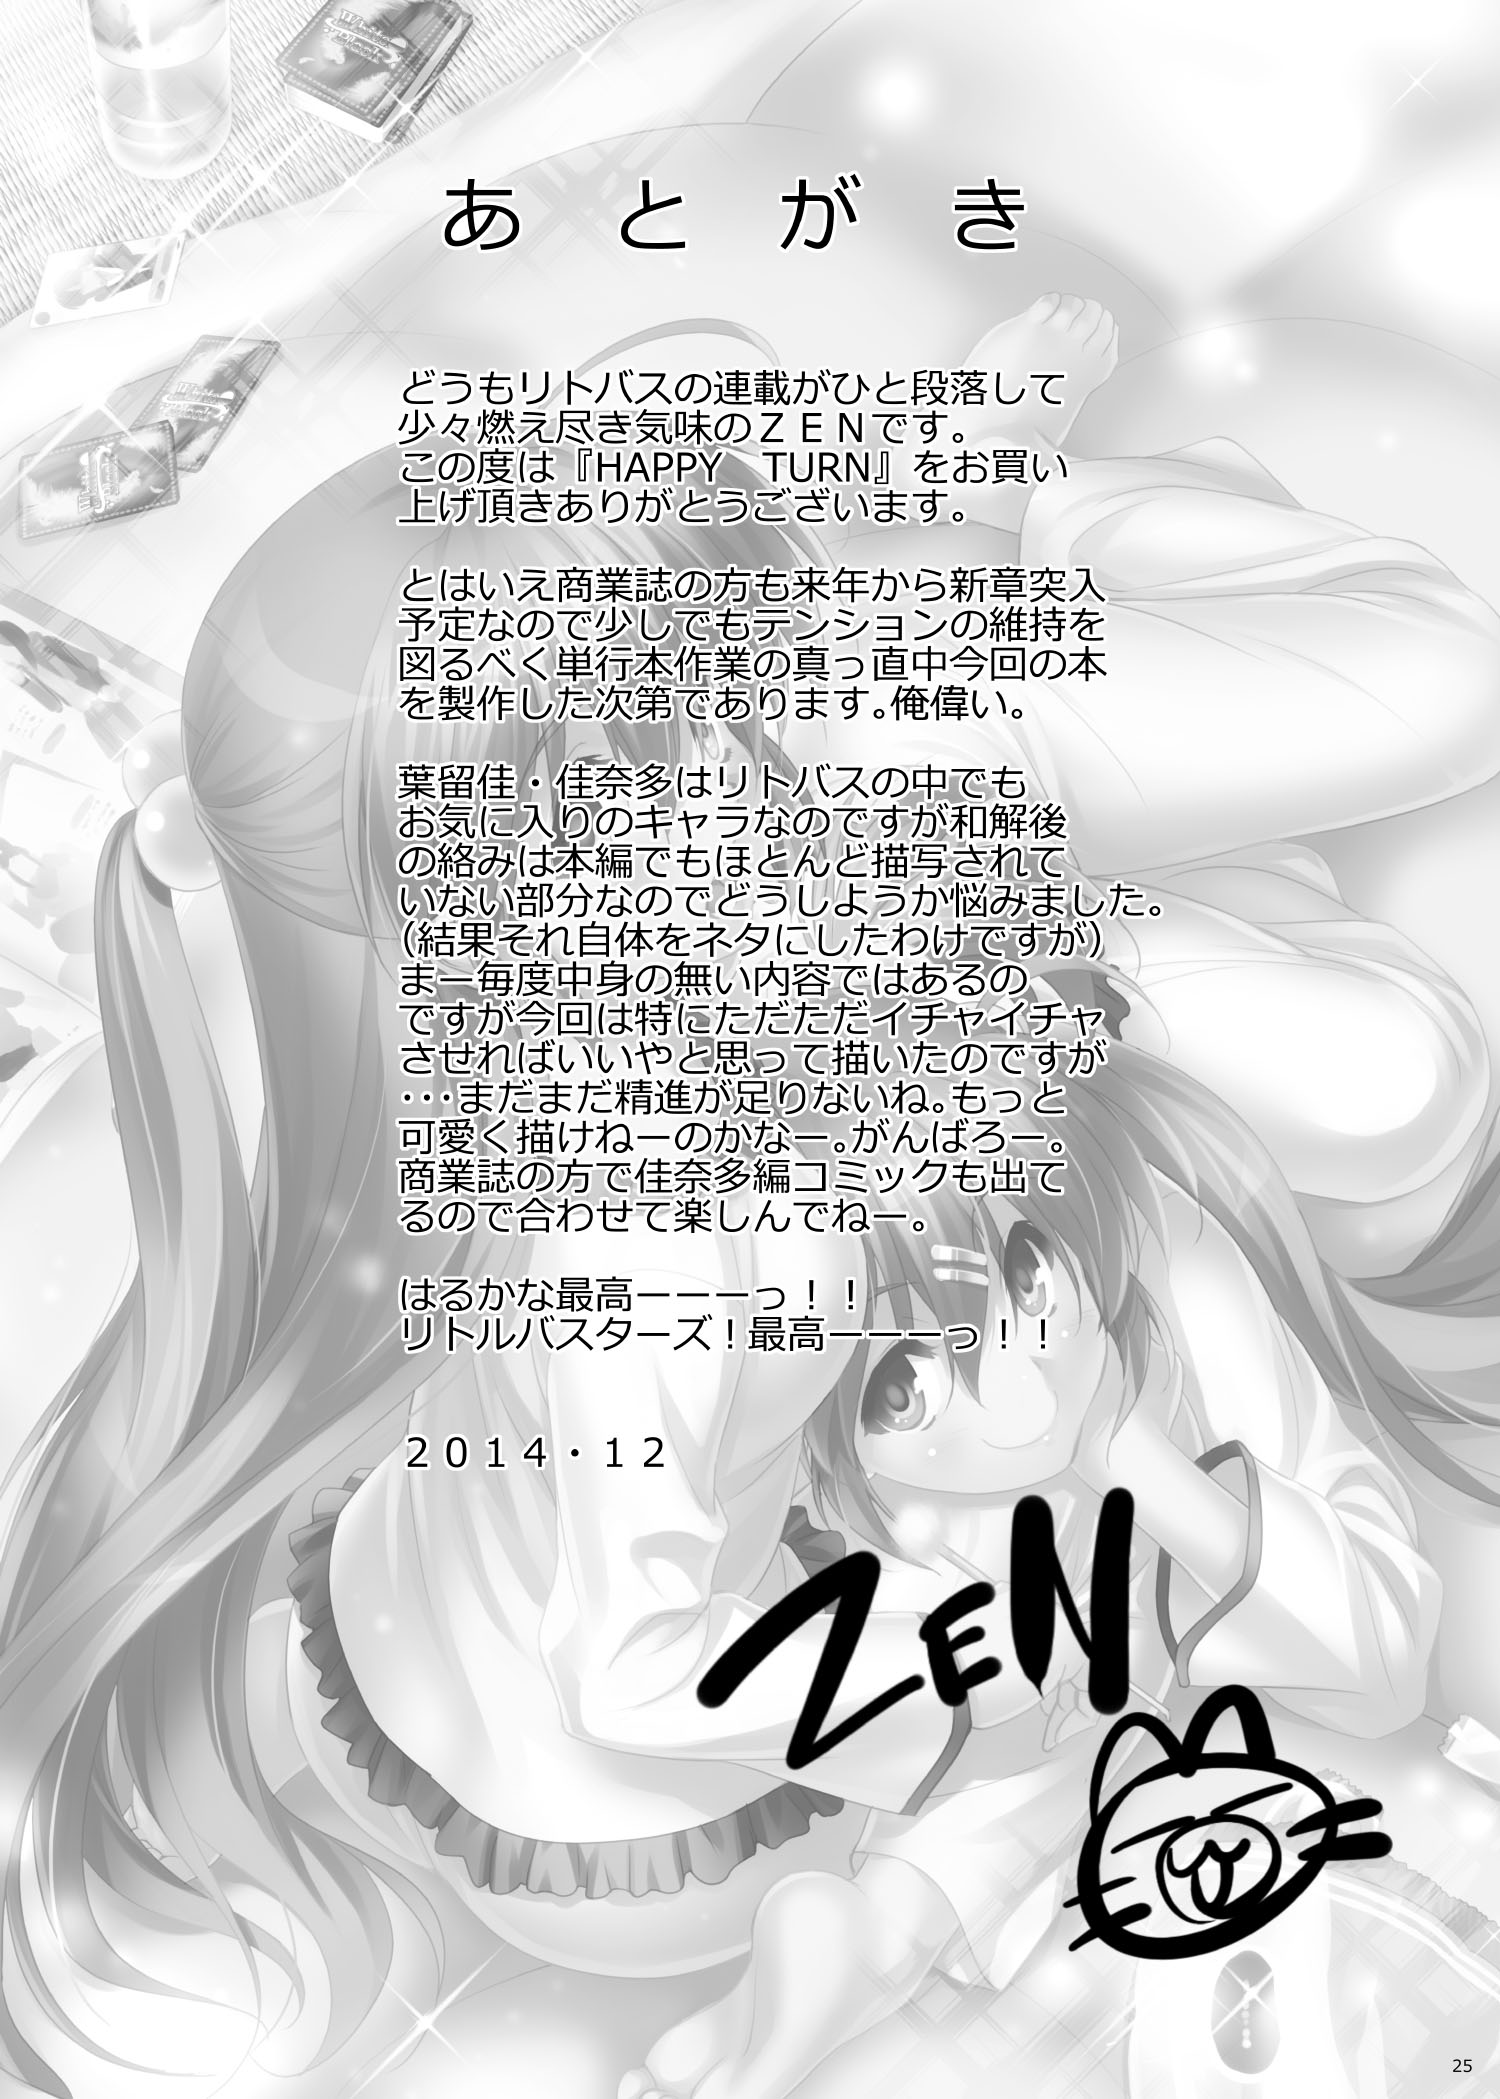 あとがき
どうもリトバスの連載がひと段落して
少々燃え尽き気味のＺＥＮです。
この度は『HAPPY　TURN』をお買い
上げ頂きありがとうございます。
とはいえ商業誌の方も来年から新章突入
予定なので少しでもテンションの維持を
図るべく単行本作業の真っ直中今回の本
を製作した次第であります。俺偉い。
葉留佳・佳奈多はリトバスの中でも
お気に入りのキャラなのですが和解後
の絡みは本編でもほとんど描写されて
いない部分なのでどうしようか悩みました。
（結果それ自体をネタにしたわけですが）
まー毎度中身の無い内容ではあるの
ですが今回は特にただただイチャイチャ
させればいいやと思って描いたのですが
･･･まだまだ精進が足りないね。もっと
可愛く描けねーのかなー。がんばろー。
商業誌の方で佳奈多編コミックも出て
るので合わせて楽しんでねー。
はるかな最高ーーーっ！！
リトルバスターズ！最高ーーーっ！！
２０１４・１２
ZEN
25